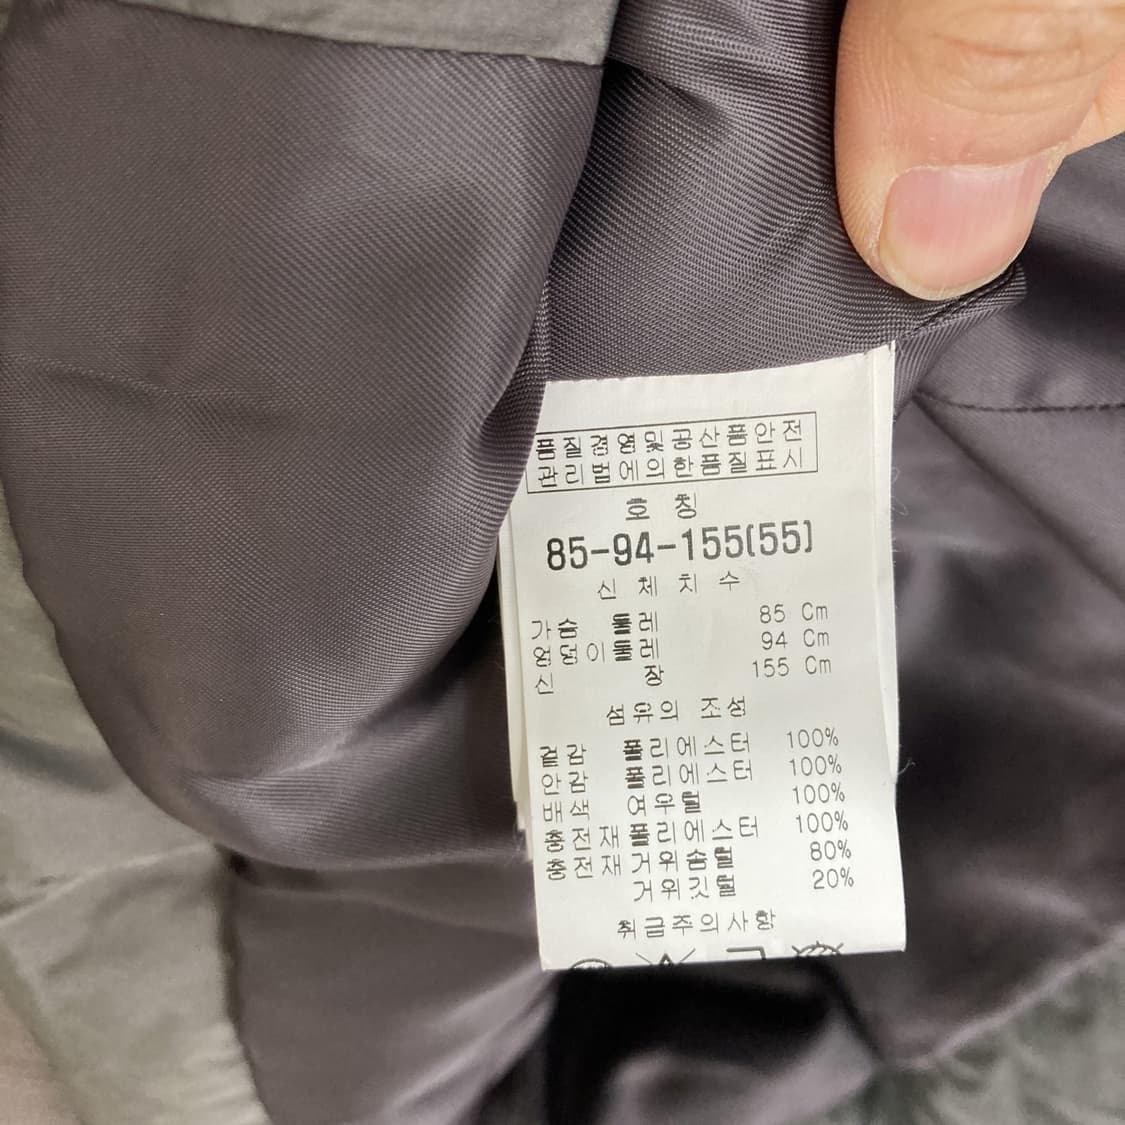 품질경영및공산품안전
관리법에의한품질표시
호 칭
85-94-155(55)
신 체 치 수
가슴 둘레 85 Cm
엉덩이둘레 94 Cm
신 장 155 Cm
섬유의 조성
겉감 폴리에스터 100%
안감 폴리에스터 100%
배색 여우털 100%
충전재 폴리에스터 100%
충전재 거위솜털 80%
거위깃털 20%
취급주의사항